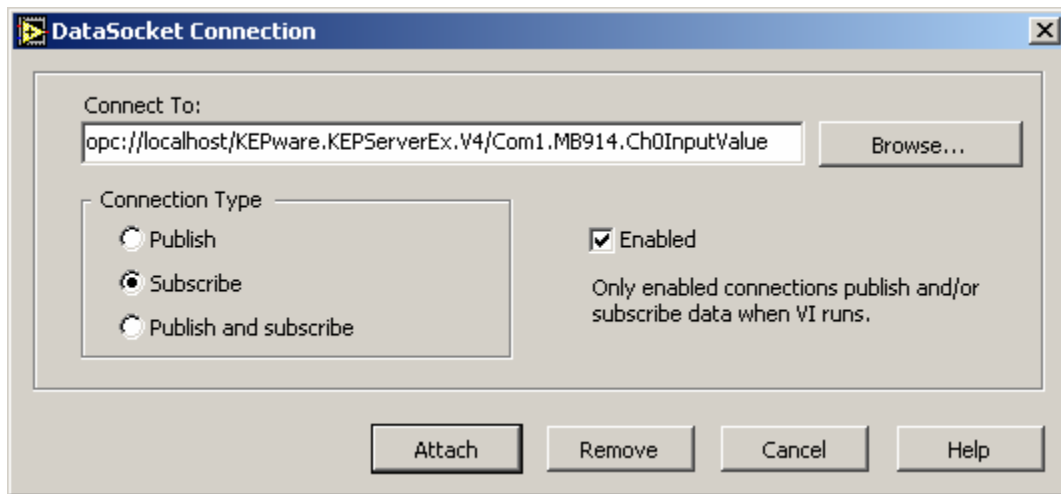 DataSocket Connection
Connect To:
opc://localhost/KEPware.KEPServerEx.V4/Com1.MB914.Ch0InputValue
Browse...
Connection Type
Publish
Subscribe
Publish and subscribe
Enabled
Only enabled connections publish and/or
subscribe data when VI runs.
Attach
Remove
Cancel
Help